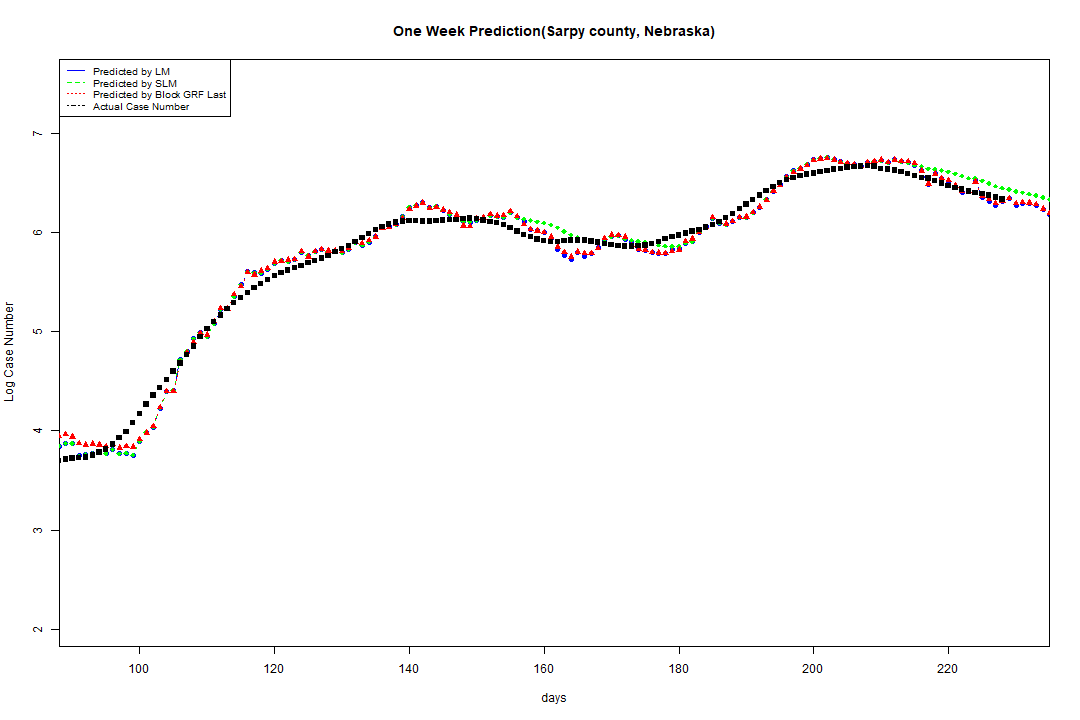 One Week Prediction(Sarpy county, Nebraska)
Predicted by LM
Predicted by SLM
Predicted by Block GRF Last
Actual Case Number
7
6
5
4
3
2
Log Case Number
100 120 140 160 180 200 220
days